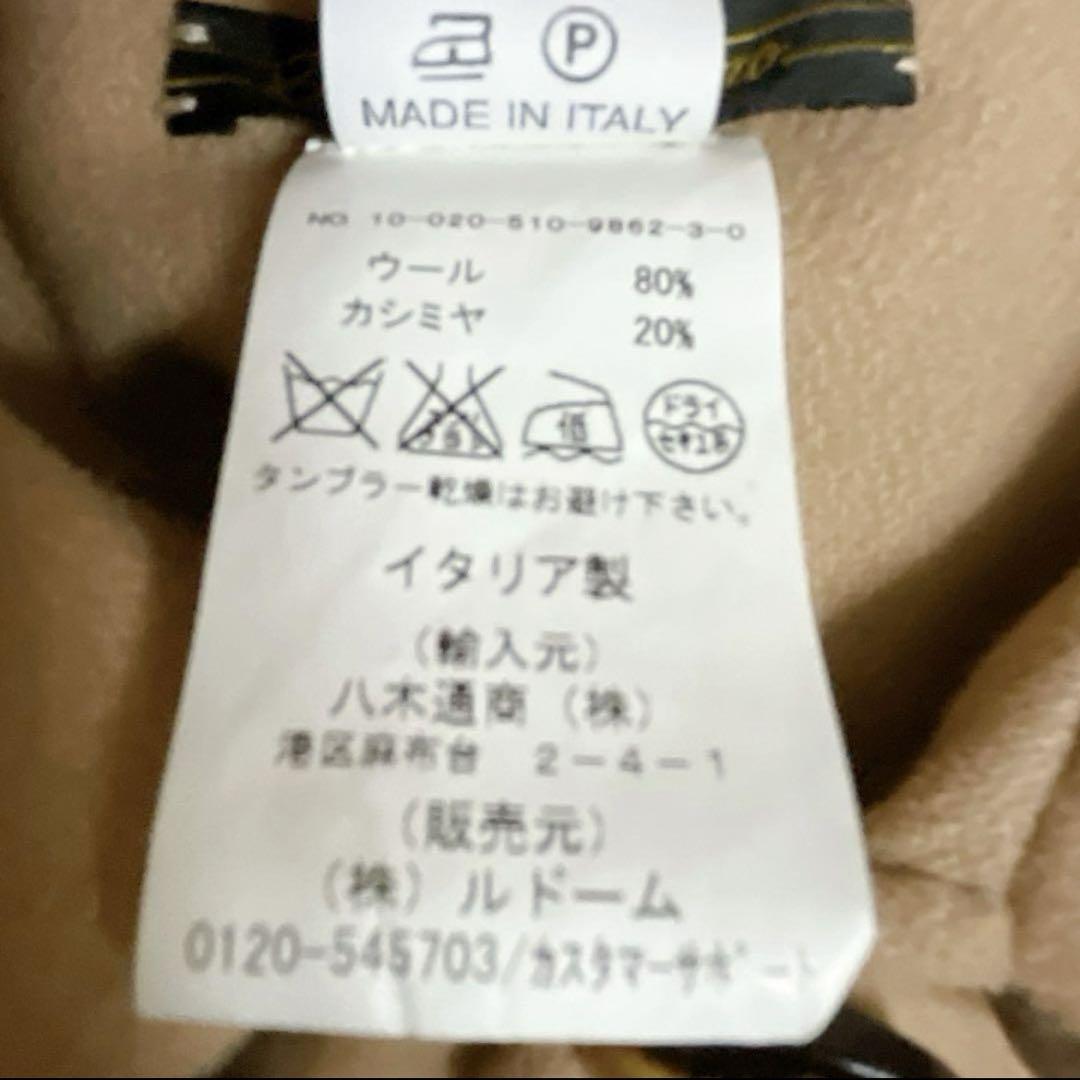 P
MADE IN ITALY
NO 10-020-510-9862-3-0
ウール 80%
カシミヤ 20%
低 ドライ
セキユ系
タンブラー乾燥はお避け下さい。
イタリア製
(輸入元)
八木通商(株)
港区麻布台 2-4-1
(販売元)
(株)ルドーム
0120-545703/カスタマーサポート